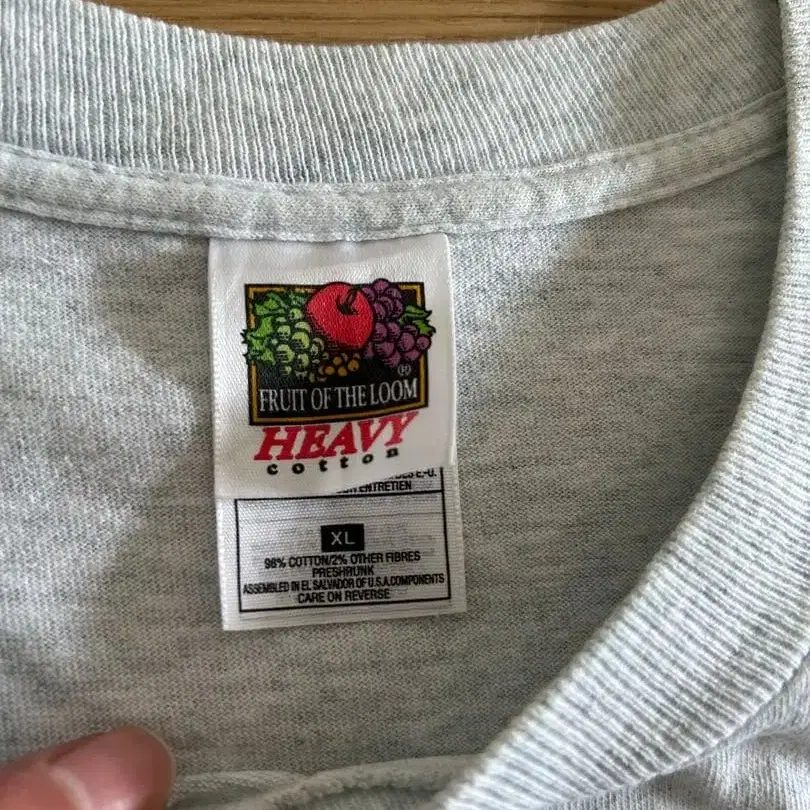 ®
FRUIT OF THE LOOM
HEAVY
cotton
ENTRETIEN
XL
98% COTTON/2% OTHER FIBRES
PRESHRUNK
ASSEMBLED IN EL SALVADOR OF U.S.A.COMPONENTS
CARE ON REVERSE